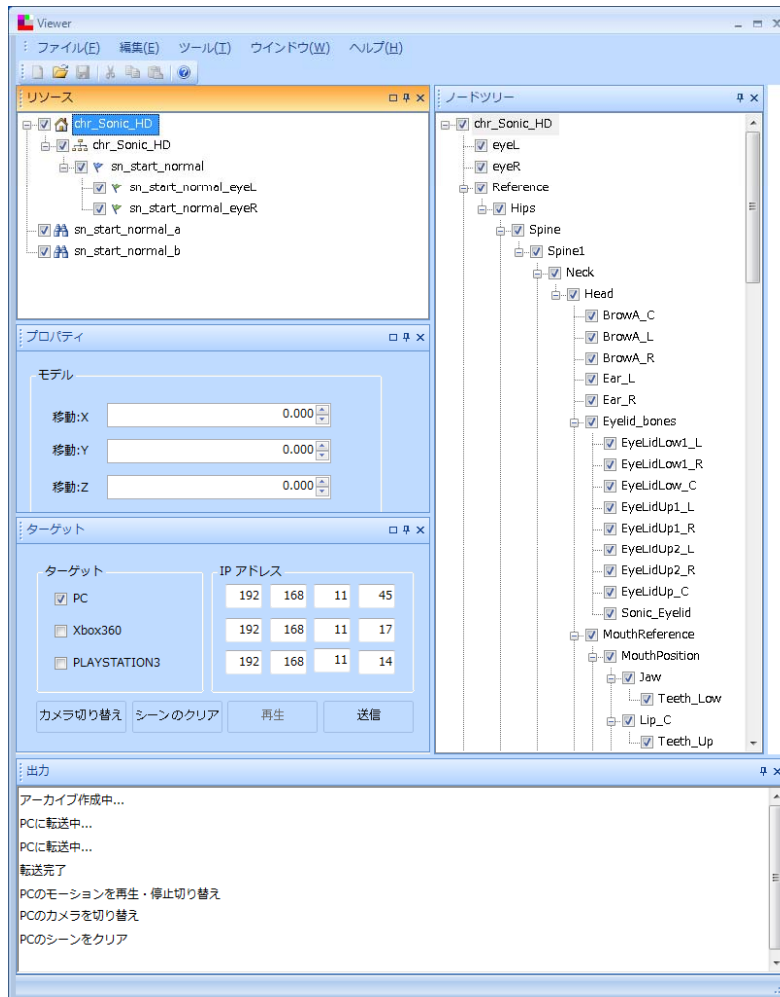 Viewer
ファイル(F) 編集(E) ツール(T) ウインドウ(W) ヘルプ(H)
リソース
chr_Sonic_HD
chr_Sonic_HD
sn_start_normal
sn_start_normal_eyeL
sn_start_normal_eyeR
sn_start_normal_a
sn_start_normal_b
プロパティ
モデル
移動:X 0.000
移動:Y 0.000
移動:Z 0.000
ターゲット
ターゲット
PC
Xbox360
PLAYSTATION3
IP アドレス
192 168 11 45
192 168 11 17
192 168 11 14
カメラ切り替え シーンのクリア 再生 送信
ノードツリー
chr_Sonic_HD
eyeL
eyeR
Reference
Hips
Spine
Spine1
Neck
Head
BrowA_C
BrowA_L
BrowA_R
Ear_L
Ear_R
Eyelid_bones
EyeLidLow1_L
EyeLidLow1_R
EyeLidLow_C
EyeLidUp1_L
EyeLidUp1_R
EyeLidUp2_L
EyeLidUp2_R
EyeLidUp_C
Sonic_Eyelid
MouthReference
MouthPosition
Jaw
Teeth_Low
Lip_C
Teeth_Up
出力
アーカイブ作成中...
PCに転送中...
PCに転送中...
転送完了
PCのモーションを再生・停止切り替え
PCのカメラを切り替え
PCのシーンをクリア